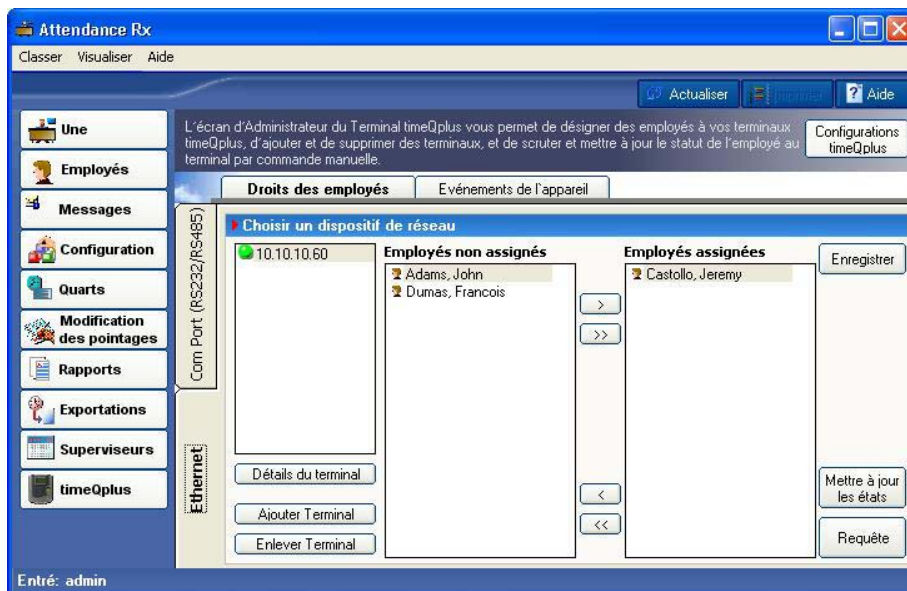 Attendance Rx
Classer Visualiser Aide
Actualiser
Imprimer
? Aide
Une
Employés
Messages
Configuration
Quarts
Modification
des pointages
Rapports
Exportations
Superviseurs
timeQplus
L'écran d'Administrateur du Terminal timeQplus vous permet de désigner des employés à vos terminaux
timeQplus, d'ajouter et de supprimer des terminaux, et de scruter et mettre à jour le statut de l'employé au
terminal par commande manuelle.
Configurations
timeQplus
Droits des employés
Evénements de l'appareil
Com Port (RS232/RS485)
Ethernet
Choisir un dispositif de réseau
10.10.10.60
Employés non assignés
Adams, John
Dumas, Francois
>
>>
<
<<
Employés assignées
Castollo, Jeremy
Enregistrer
Détails du terminal
Ajouter Terminal
Enlever Terminal
Mettre à jour
les états
Requête
Entré: admin